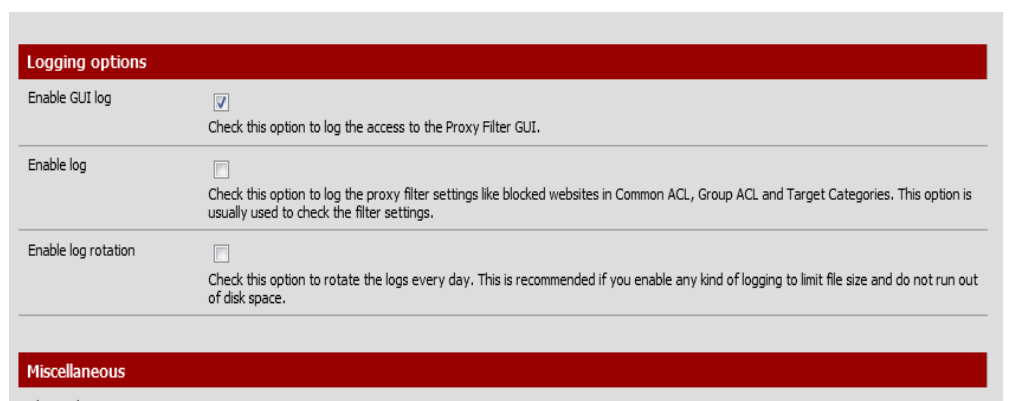 Logging options
Enable GUI log
Check this option to log the access to the Proxy Filter GUI.
Enable log
Check this option to log the proxy filter settings like blocked websites in Common ACL, Group ACL and Target Categories. This option is
usually used to check the filter settings.
Enable log rotation
Check this option to rotate the logs every day. This is recommended if you enable any kind of logging to limit file size and do not run out
of disk space.
Miscellaneous